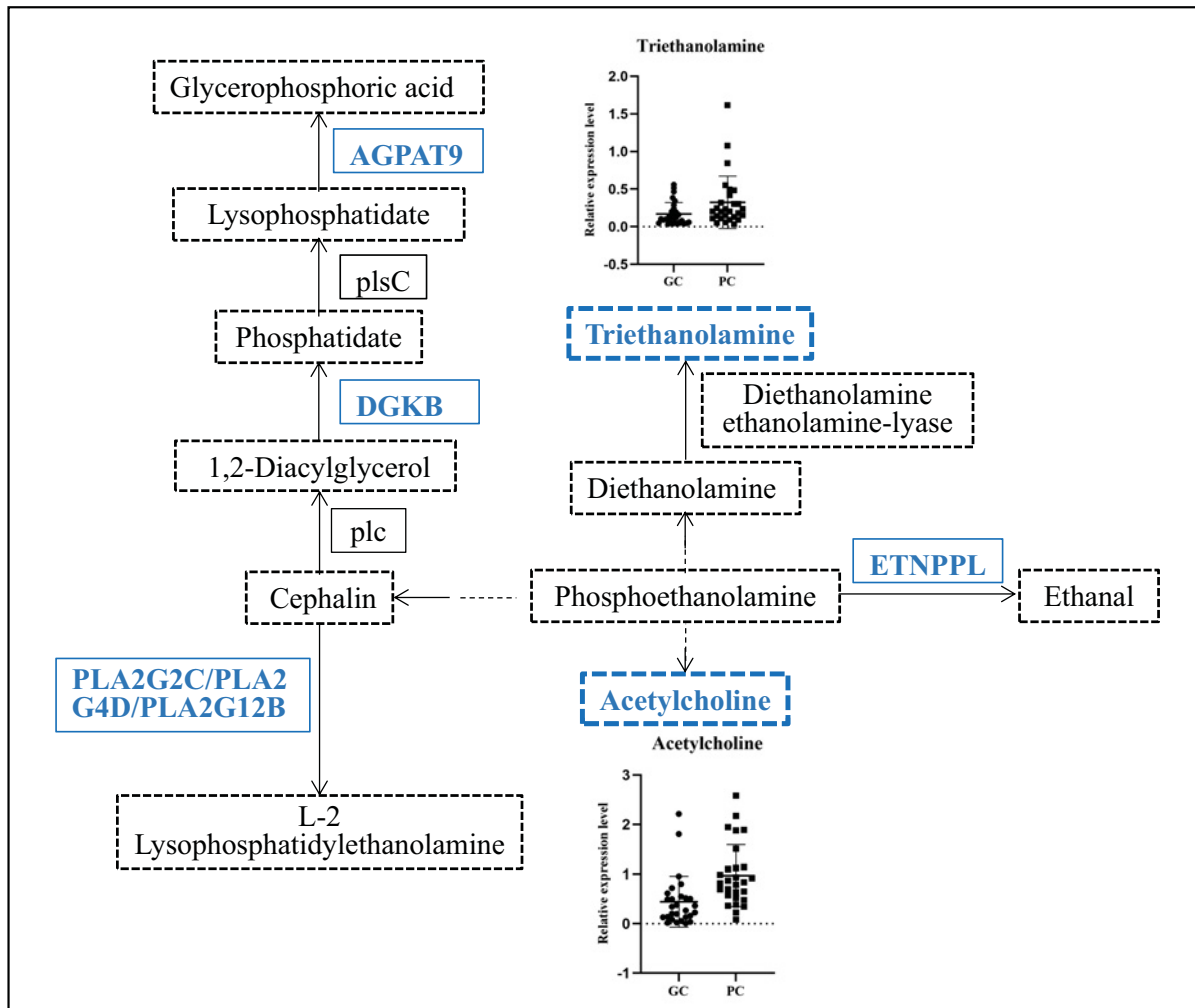 Glycerophosphoric acid
AGPAT9
Lysophosphatidate
plsC
Phosphatidate
DGKB
1,2-Diacylglycerol
plc
Cephalin
PLA2G2C/PLA2
G4D/PLA2G12B
L-2
Lysophosphatidylethanolamine
Triethanolamine
Relative expression level
2.0
1.5
1.0
0.5
0.0
-0.5
GC PC
Triethanolamine
Diethanolamine
ethanolamine-lyase
Diethanolamine
Phosphoethanolamine
ETNPPL
Ethanal
Acetylcholine
Acetylcholine
Relative expression level
3
2
1
0
-1
GC PC